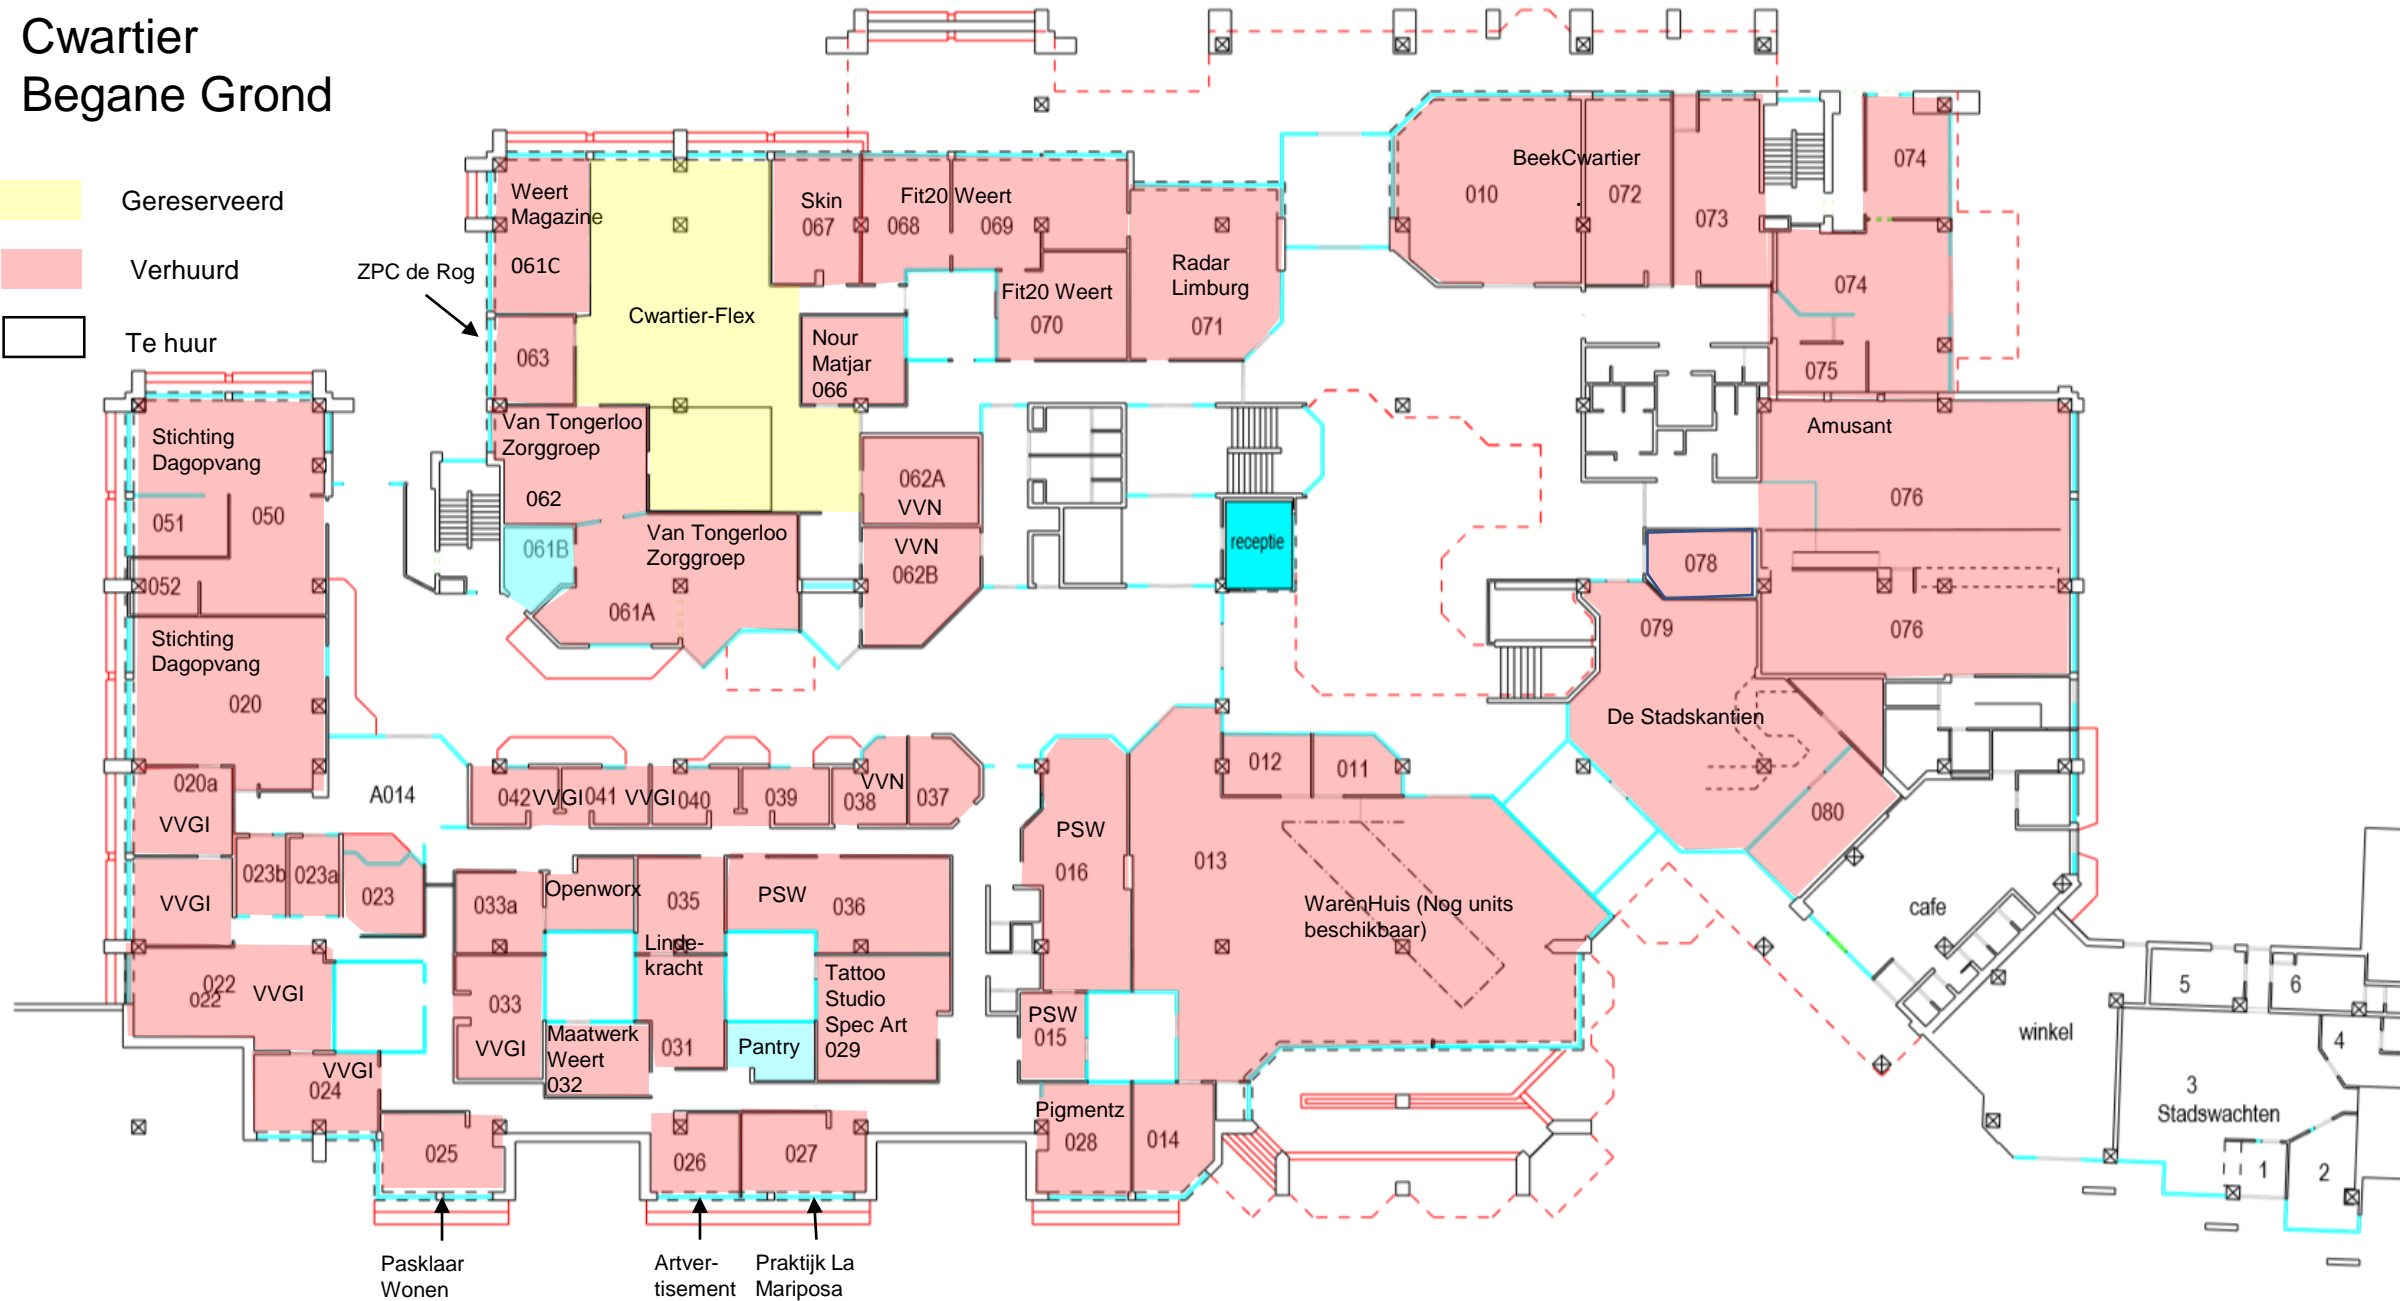 Cwartier
Begane Grond
Gereserveerd
Verhuurd
Te huur
ZPC de Rog
Weert
Magazine
061C
063
Cwartier-Flex
Skin
067
Fit20 Weert
068
069
Fit20 Weert
070
Nour
Matjar
066
Radar
Limburg
071
BeekCwartier
010
072
073
074
074
075
Amusant
076
076
078
079
De Stadskantien
080
Van Tongerloo
Zorggroep
062
061B
Van Tongerloo
Zorggroep
061A
062A
VVN
VVN
062B
receptie
Stichting
Dagopvang
051
050
052
Stichting
Dagopvang
020
020a
VVGI
VVGI
023b
023a
023
A014
042
VVGI
041
VVGI
040
039
038
VVN
037
022
022
VVGI
VVGI
024
025
033a
033
VVGI
Openworx
035
Linde-
kracht
031
PSW
036
Maatwerk
Weert
032
Pantry
Tattoo
Studio
Spec Art
029
026
027
PSW
016
PSW
015
Pigmentz
028
014
012
011
013
WarenHuis (Nog units
beschikbaar)
cafe
winkel
5
6
4
3
Stadswachten
1
2
Pasklaar
Wonen
Artver-
tisement
Praktijk La
Mariposa